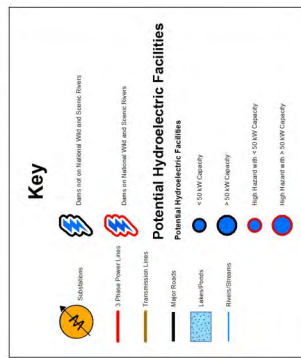 Key
Substations
3 Phase Power Lines
Transmission Lines
Major Roads
Lakes/Ponds
Rivers/Streams
Dams not on National Wild and Scenic Rivers
Dams on National Wild and Scenic Rivers
Potential Hydroelectric Facilities
Potential Hydroelectric Facilities
< 50 kW Capacity
> 50 kW Capacity
High Hazard with < 50 kW Capacity
High Hazard with > 50 kW Capacity